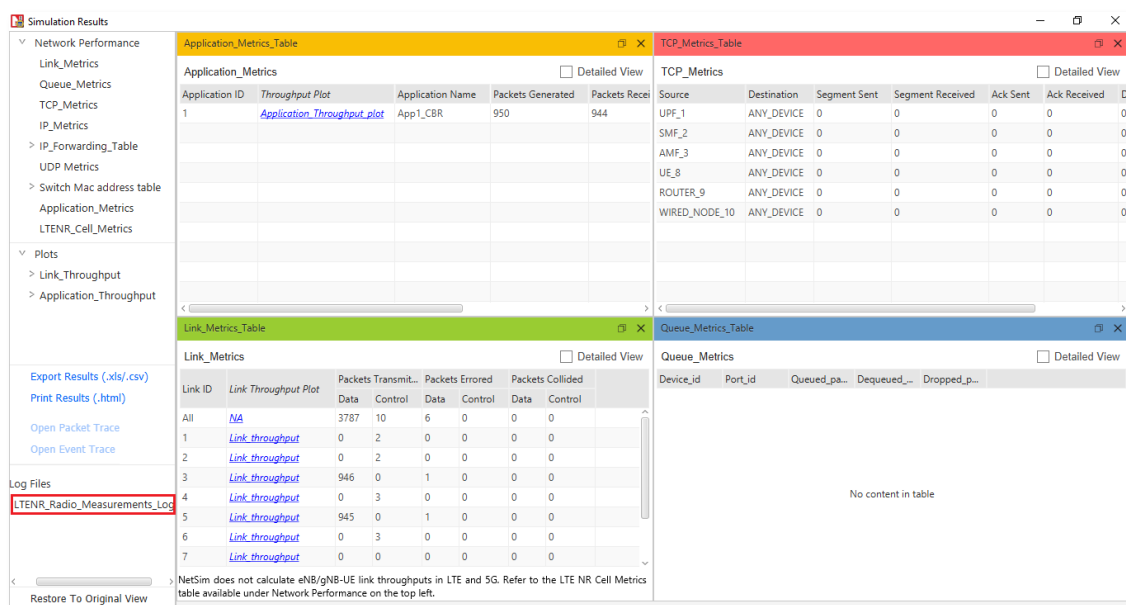 Simulation Results
Network Performance
Link_Metrics
Queue_Metrics
TCP_Metrics
IP_Metrics
IP_Forwarding_Table
UDP Metrics
Switch Mac address table
Application_Metrics
LTENR_Cell_Metrics
Plots
Link_Throughput
Application_Throughput
Export Results (.xls/.csv)
Print Results (.html)
Open Packet Trace
Open Event Trace
Log Files
LTENR_Radio_Measurements_Log
Restore To Original View
Application_Metrics_Table
Application_Metrics Detailed View
Application ID Throughput Plot Application Name Packets Generated Packets Recei
1 Application_Throughput_plot App1_CBR 950 944
TCP_Metrics_Table
TCP_Metrics Detailed View
Source Destination Segment Sent Segment Received Ack Sent Ack Received D
UPF_1 ANY_DEVICE 0 0 0 0 0
SMF_2 ANY_DEVICE 0 0 0 0 0
AMF_3 ANY_DEVICE 0 0 0 0 0
UE_8 ANY_DEVICE 0 0 0 0 0
ROUTER_9 ANY_DEVICE 0 0 0 0 0
WIRED_NODE_10 ANY_DEVICE 0 0 0 0 0
Link_Metrics_Table
Link_Metrics Detailed View
Link ID Link Throughput Plot Packets Transmit... Packets Errored Packets Collided
Data Control Data Control Data Control
All NA 3787 10 6 0 0 0
1 Link_throughput 0 2 0 0 0 0
2 Link_throughput 0 2 0 0 0 0
3 Link_throughput 946 0 1 0 0 0
4 Link_throughput 0 3 0 0 0 0
5 Link_throughput 945 0 1 0 0 0
6 Link_throughput 0 3 0 0 0 0
7 Link_throughput 0 0 0 0 0 0
NetSim does not calculate eNB/gNB-UE link throughputs in LTE and 5G. Refer to the LTE NR Cell Metrics
table available under Network Performance on the top left.
Queue_Metrics_Table
Queue_Metrics Detailed View
Device_id Port_id Queued_pa... Dequeued_... Dropped_p...
No content in table